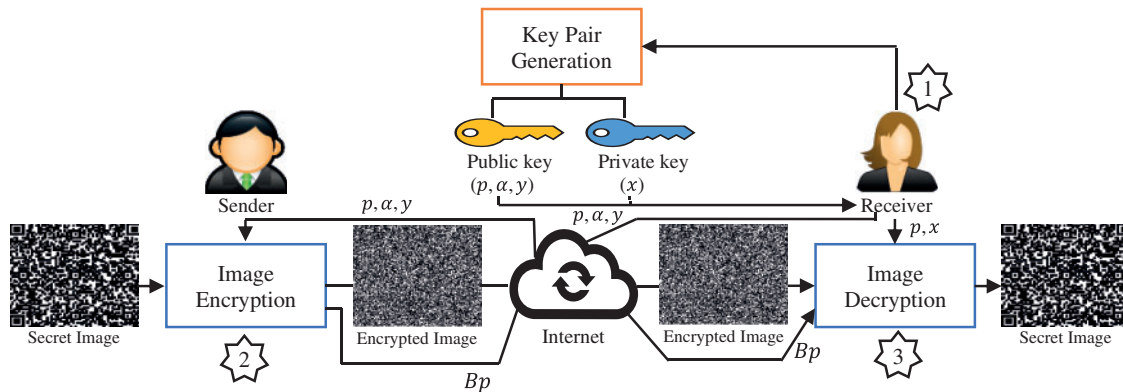 Key Pair
Generation
1
Public key
(p, α, y)
Private key
(x)
Sender
Receiver
p, α, y
p, α, y
p, x
Image
Encryption
Internet
Image
Decryption
Secret Image
Encrypted Image
Encrypted Image
Secret Image
2
Bp
Bp
3